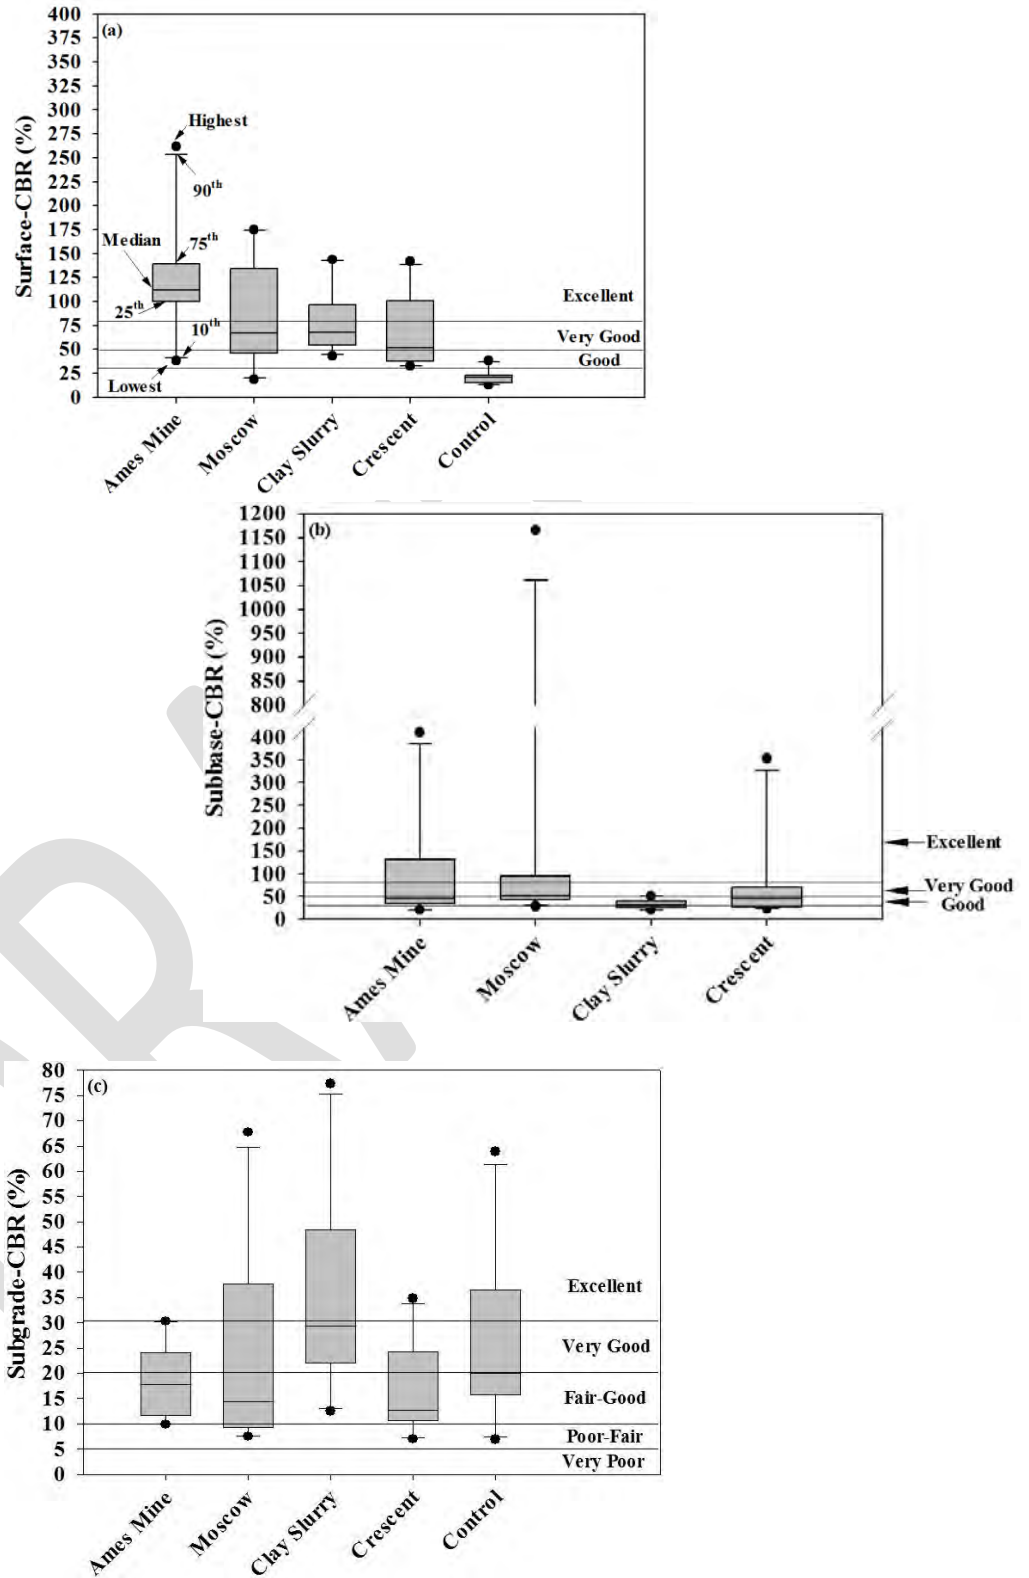 (a)
Surface-CBR (%)
400
375
350
325
300
275
250
225
200
175
150
125
100
75
50
25
0
Highest
90th
Median
75th
25th
10th
Lowest
Excellent
Very Good
Good
Ames Mine
Moscow
Clay Slurry
Crescent
Control
(b)
Subbase-CBR (%)
1200
1150
1100
1050
1000
950
900
850
800
400
350
300
250
200
150
100
50
0
Excellent
Very Good
Good
Ames Mine
Moscow
Clay Slurry
Crescent
(c)
Subgrade-CBR (%)
80
75
70
65
60
55
50
45
40
35
30
25
20
15
10
5
0
Excellent
Very Good
Fair-Good
Poor-Fair
Very Poor
Ames Mine
Moscow
Clay Slurry
Crescent
Control